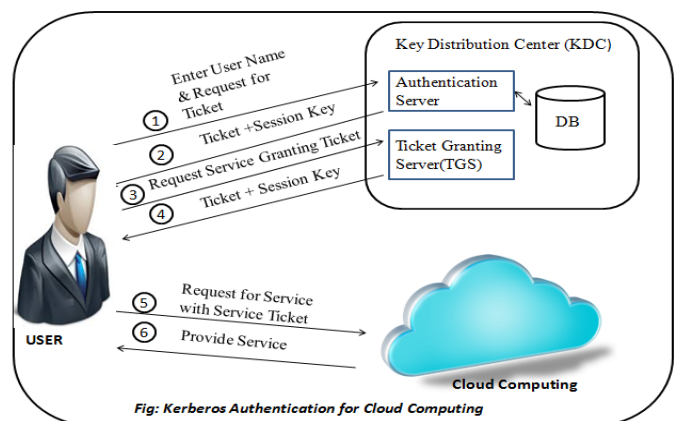 Key Distribution Center (KDC)
Enter User Name
& Request for
Ticket
1
Authentication
Server
DB
2
Ticket +Session Key
3
Request Service Granting Ticket
Ticket Granting
Server(TGS)
4
Ticket + Session Key
5
Request for Service
with Service Ticket
6
Provide Service
USER
Cloud Computing
Fig: Kerberos Authentication for Cloud Computing